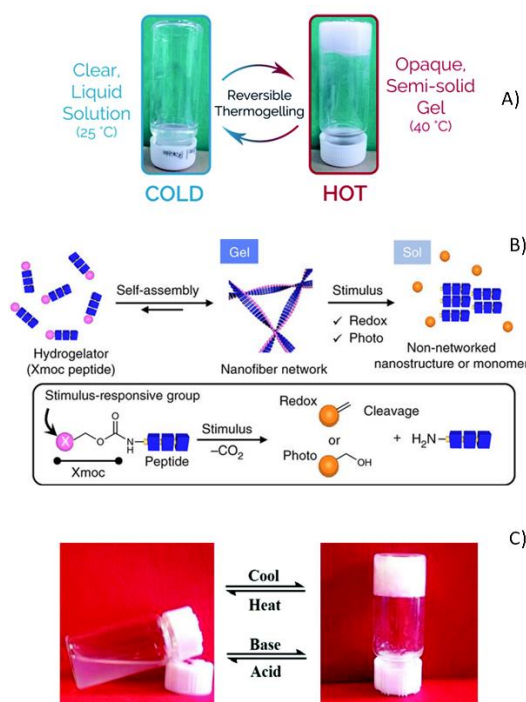 A)
Clear,
Liquid
Solution
(25 °C)
Reversible
Thermogelling
Opaque,
Semi-solid
Gel
(40 °C)
COLD
HOT
B)
Gel
Sol
Self-assembly
Stimulus
✓ Redox
✓ Photo
Hydrogelator
(Xmoc peptide)
Nanofiber network
Non-networked
nanostructure or monomer
Stimulus-responsive group
X
O
O
N
H
Peptide
Xmoc
Stimulus
–CO₂
Redox
or
Photo
OH
Cleavage
+ H₂N
C)
Cool
Heat
Base
Acid